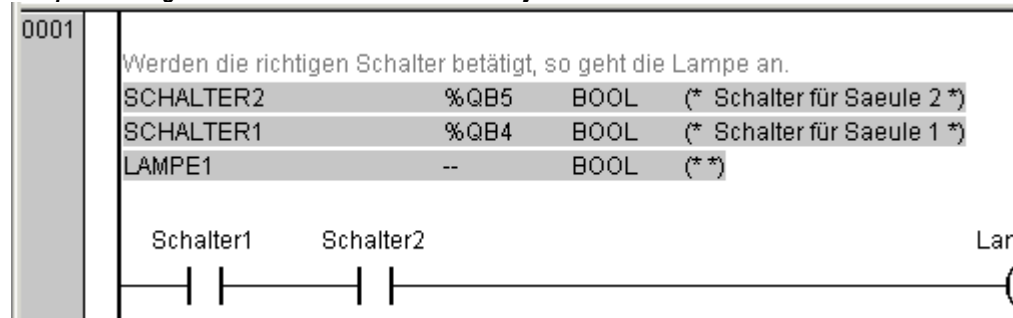 0001
Werden die richtigen Schalter betätigt, so geht die Lampe an.
SCHALTER2 %QB5 BOOL (* Schalter für Saeule 2 *)
SCHALTER1 %QB4 BOOL (* Schalter für Saeule 1 *)
LAMPE1 -- BOOL (* *)
Schalter1 Schalter2